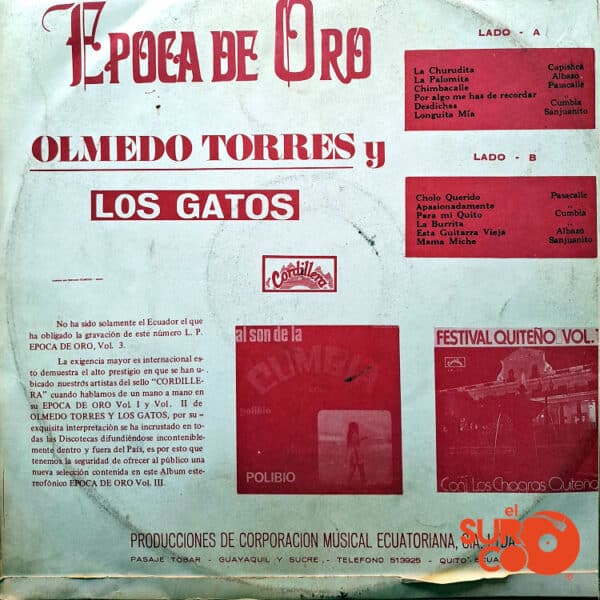 EPOCA DE ORO
OLMEDO TORRES y
LOS GATOS
LADO - A
La Churudita Capishca
La Palomita Albazo
Chimbacalle Pasacalle
Por algo me has de recordar ..
Desdichas Cumbia
Longuita Mía Sanjuanito
LADO - B
Cholo Querido Pasacalle
Apasionadamente ..
Para mi Quito Cumbia
La Burrita ..
Esta Guitarra Vieja Albazo
Mama Miche Sanjuanito
Cordillera
No ha sido solamente el Ecuador el que
ha obligado la gravación de este número L. P.
EPOCA DE ORO, Vol. 3.
La exigencia mayor es internacional es-
to demuestra el alto prestigio en que se han u-
bicado nuestrós artistas del sello "CORDILLE-
RA" cuando hablamos de un mano a mano en
su EPOCA DE ORO Vol. I y Vol. II de
OLMEDO TORRES Y LOS GATOS, por su
exquisita interpretación se ha incrustado en to-
das las Discotecas difundiéndose incontenible-
mente dentro y fuera del País, es por esto que
tenemos la seguridad de ofrecer al público una
nueva selección contenida en este Album este-
reofònico EPOCA DE ORO Vol. III.
al son de la
CUMBIA
polibio
POLIBIO
FESTIVAL QUITEÑO VOL.
Conj. Los Chagras Quiteño
PRODUCCIONES DE CORPORACION MUSICAL ECUATORIANA,
PASAJE TOBAR - GUAYAQUIL Y SUCRE,- TELEFONO 513925 - QUITO
el
SURCO